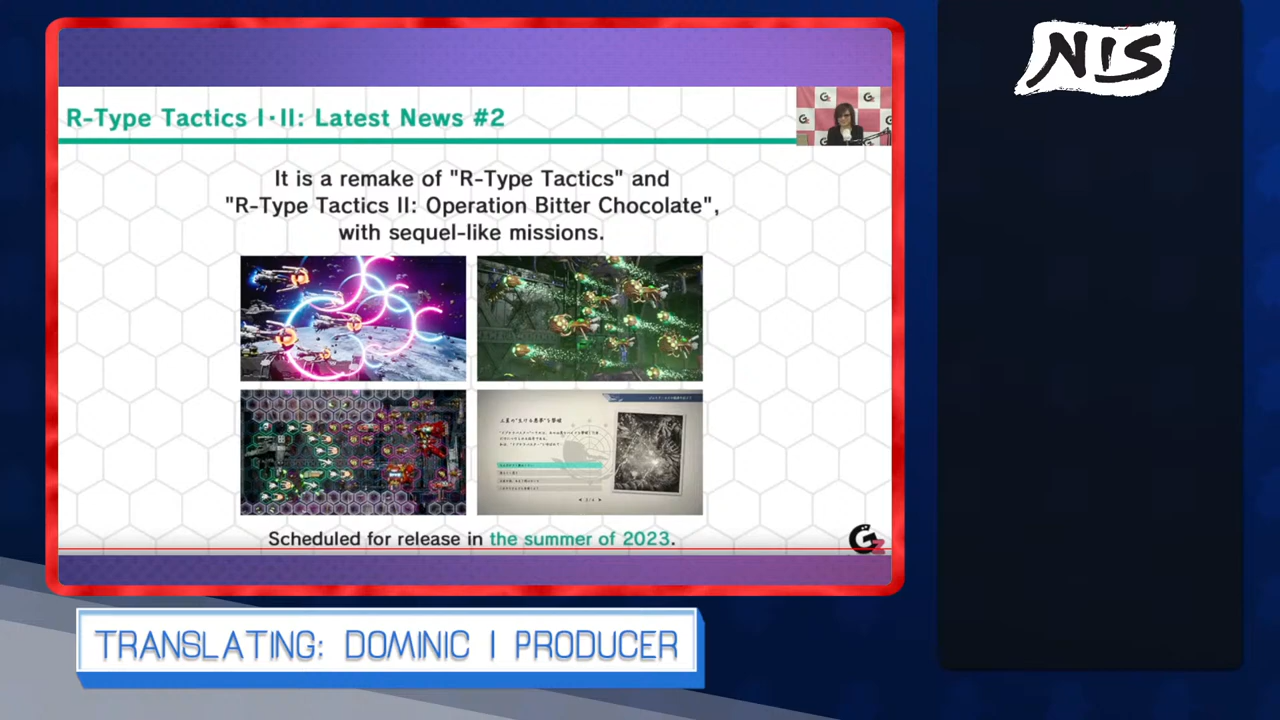 NIS
R-Type Tactics I・II: Latest News #2
It is a remake of "R-Type Tactics" and
"R-Type Tactics II: Operation Bitter Chocolate",
with sequel-like missions.
Scheduled for release in the summer of 2023.
Gz
TRANSLATING: DOMINIC | PRODUCER